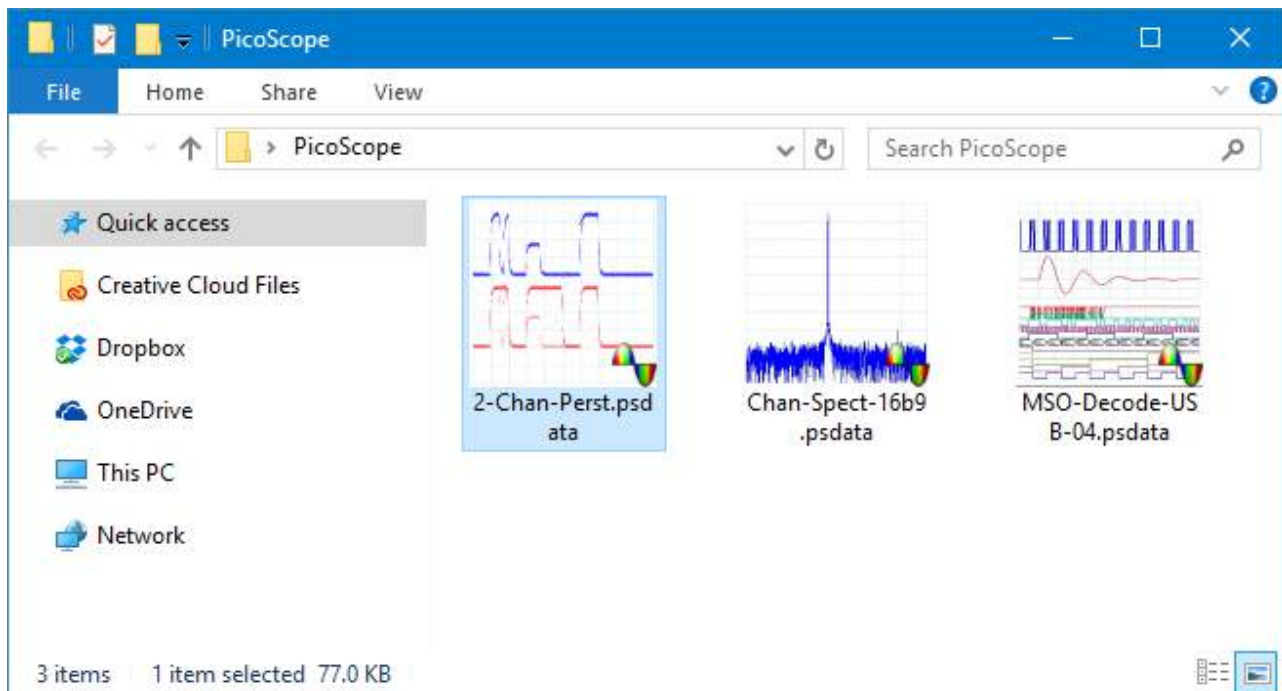 PicoScope
File Home Share View
PicoScope
Search PicoScope
Quick access
Creative Cloud Files
Dropbox
OneDrive
This PC
Network
2-Chan-Perst.psd
ata
Chan-Spect-16b9
.psdata
MSO-Decode-US
B-04.psdata
3 items 1 item selected 77.0 KB